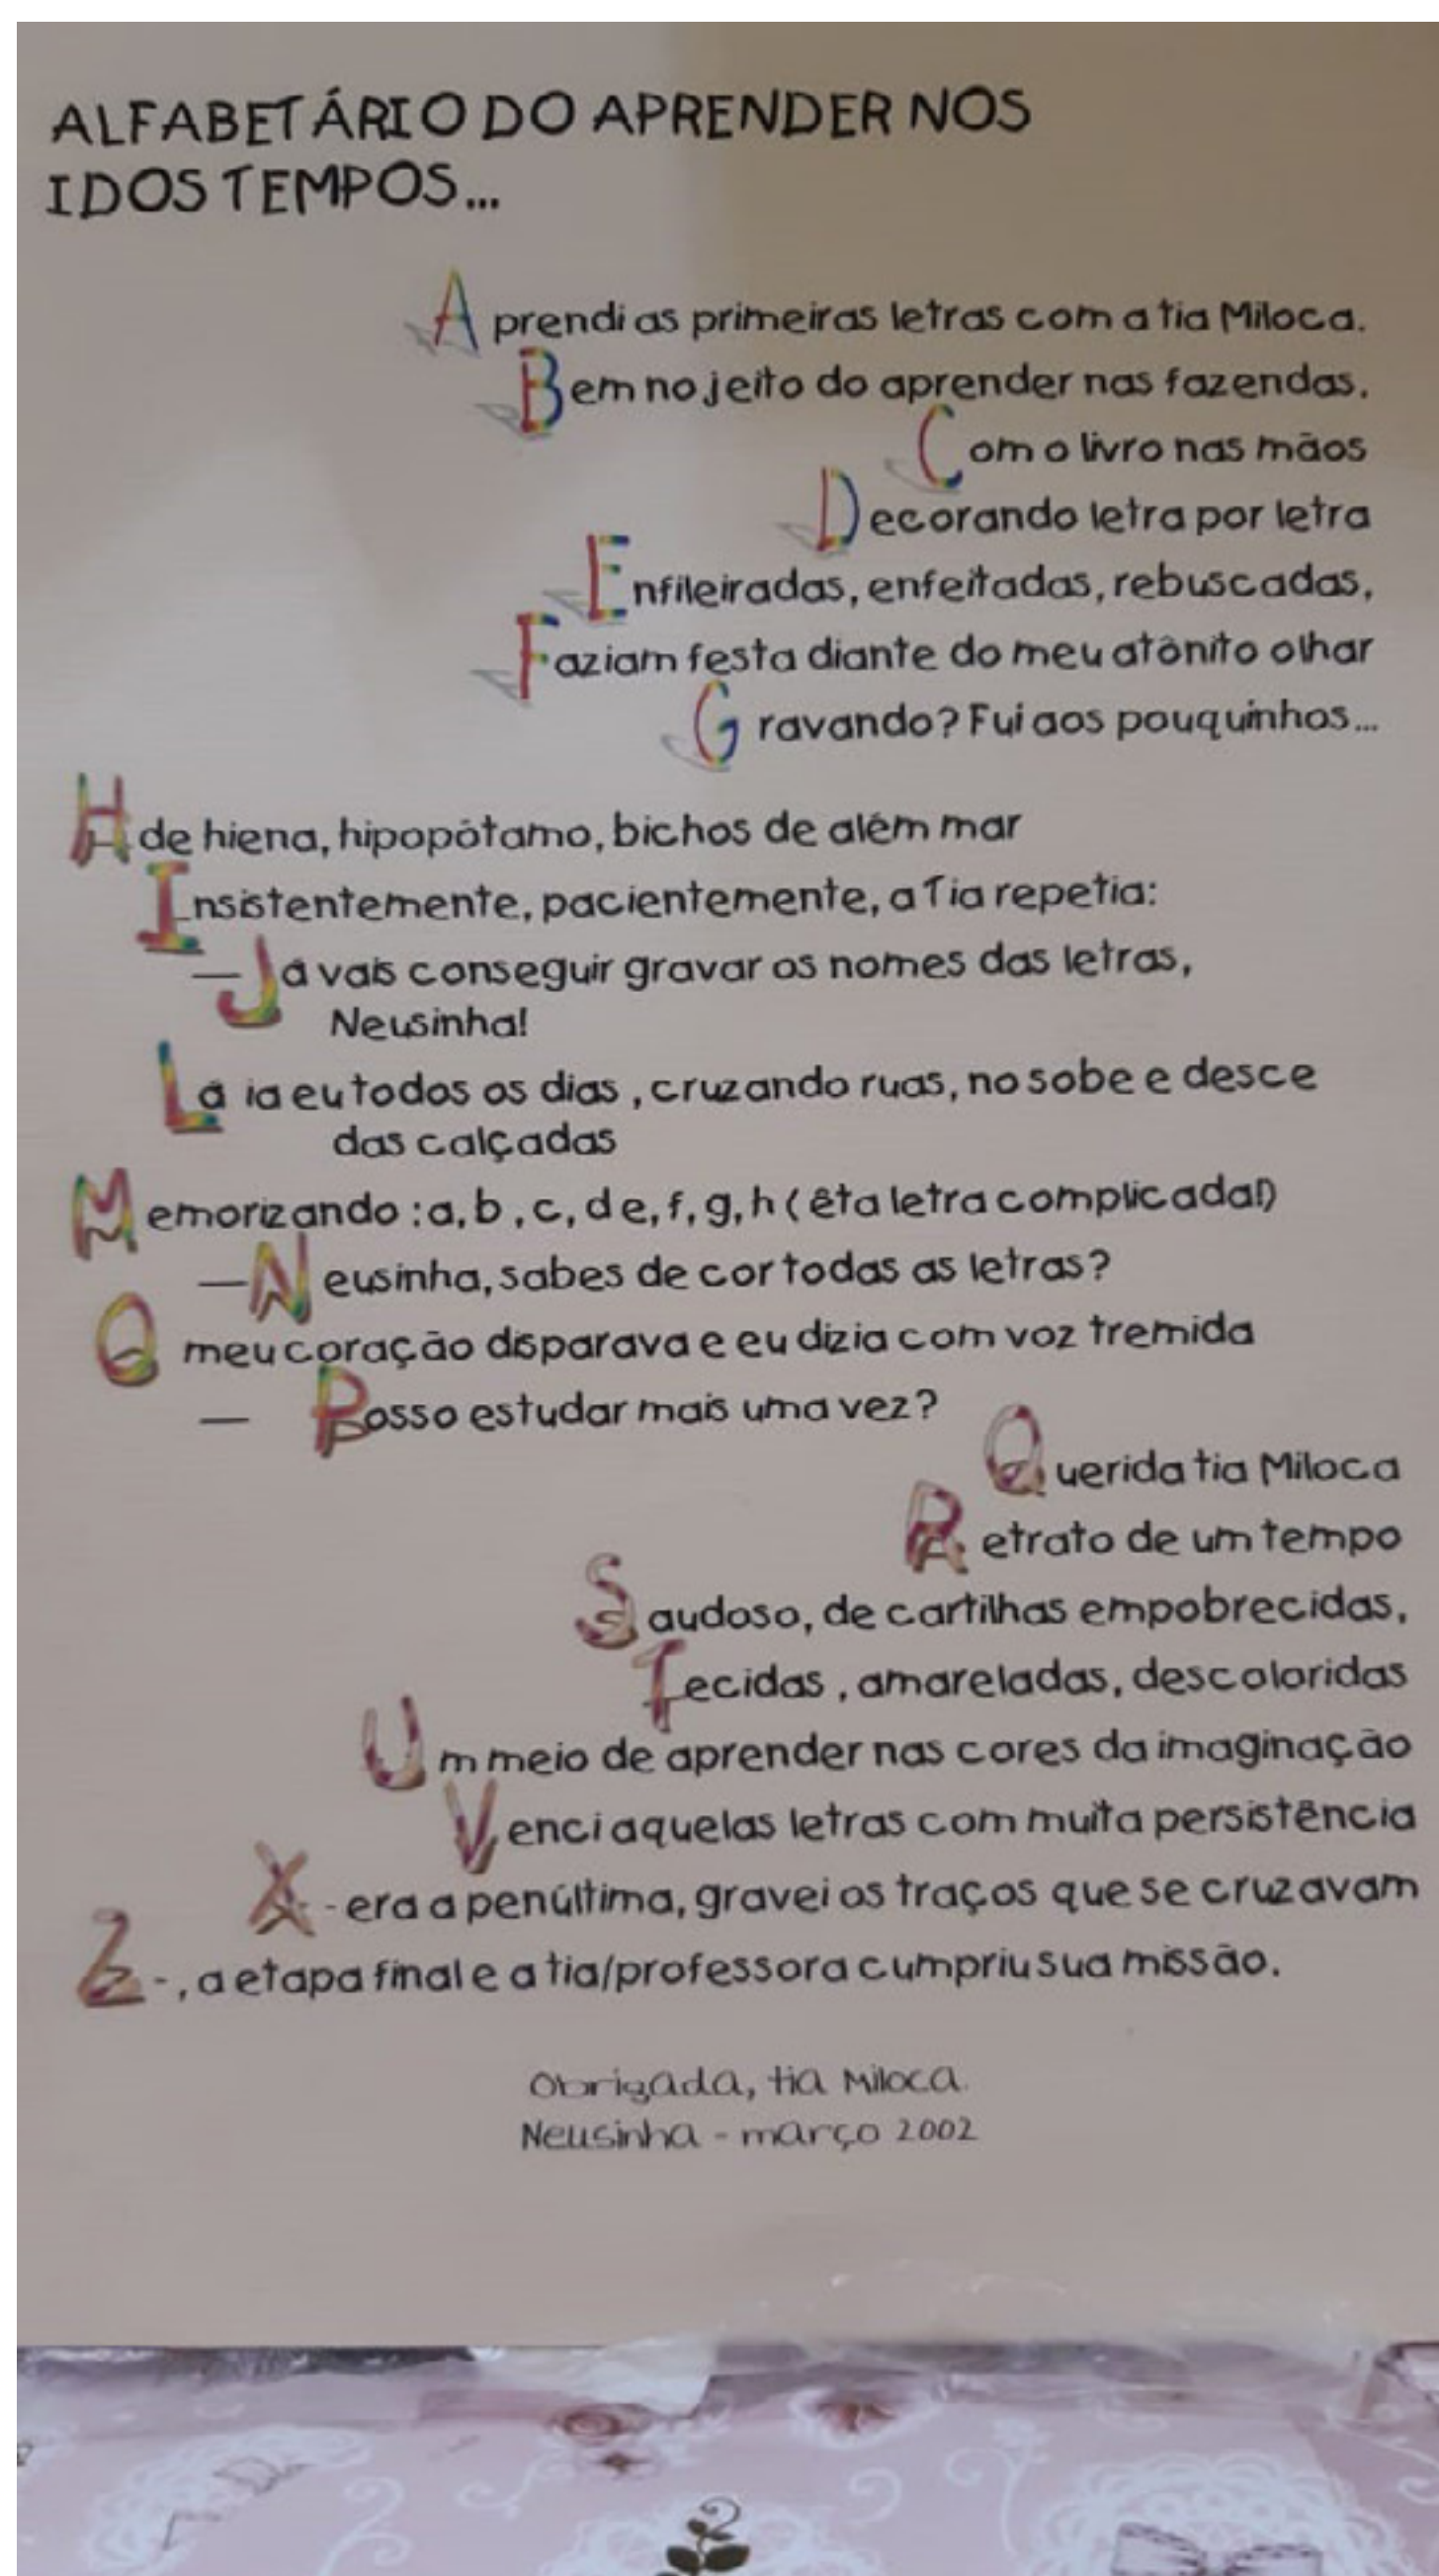 ALFABETÁRIO DO APRENDER NOS
IDOS TEMPOS...
Aprendi as primeiras letras com a tia Miloca.
Bem no jeito do aprender nas fazendas.
Com o livro nas mãos
Decorando letra por letra
Enfileiradas, enfeitadas, rebuscadas,
Faziam festa diante do meu atônito olhar
Gravando? Fui aos pouquinhos...
H de hiena, hipopótamo, bichos de além mar
Insistentemente, pacientemente, a Tia repetia:
— Já vais conseguir gravar os nomes das letras,
Neusinha!
Lá ia eu todos os dias, cruzando ruas, no sobe e desce
das calçadas
Memorizando: a, b, c, d e, f, g, h (êta letra complicada!)
— Neusinha, sabes de cor todas as letras?
O meu coração disparava e eu dizia com voz tremida
— Posso estudar mais uma vez?
Querida tia Miloca
Retrato de um tempo
Saudoso, de cartilhas empobrecidas,
Tecidas, amareladas, descoloridas
Um meio de aprender nas cores da imaginação
Venci aquelas letras com muita persistência
X - era a penúltima, gravei os traços que se cruzavam
Z -, a etapa final e a tia/professora cumpriu sua missão.
Obrigada, tia Miloca.
Neusinha - março 2002